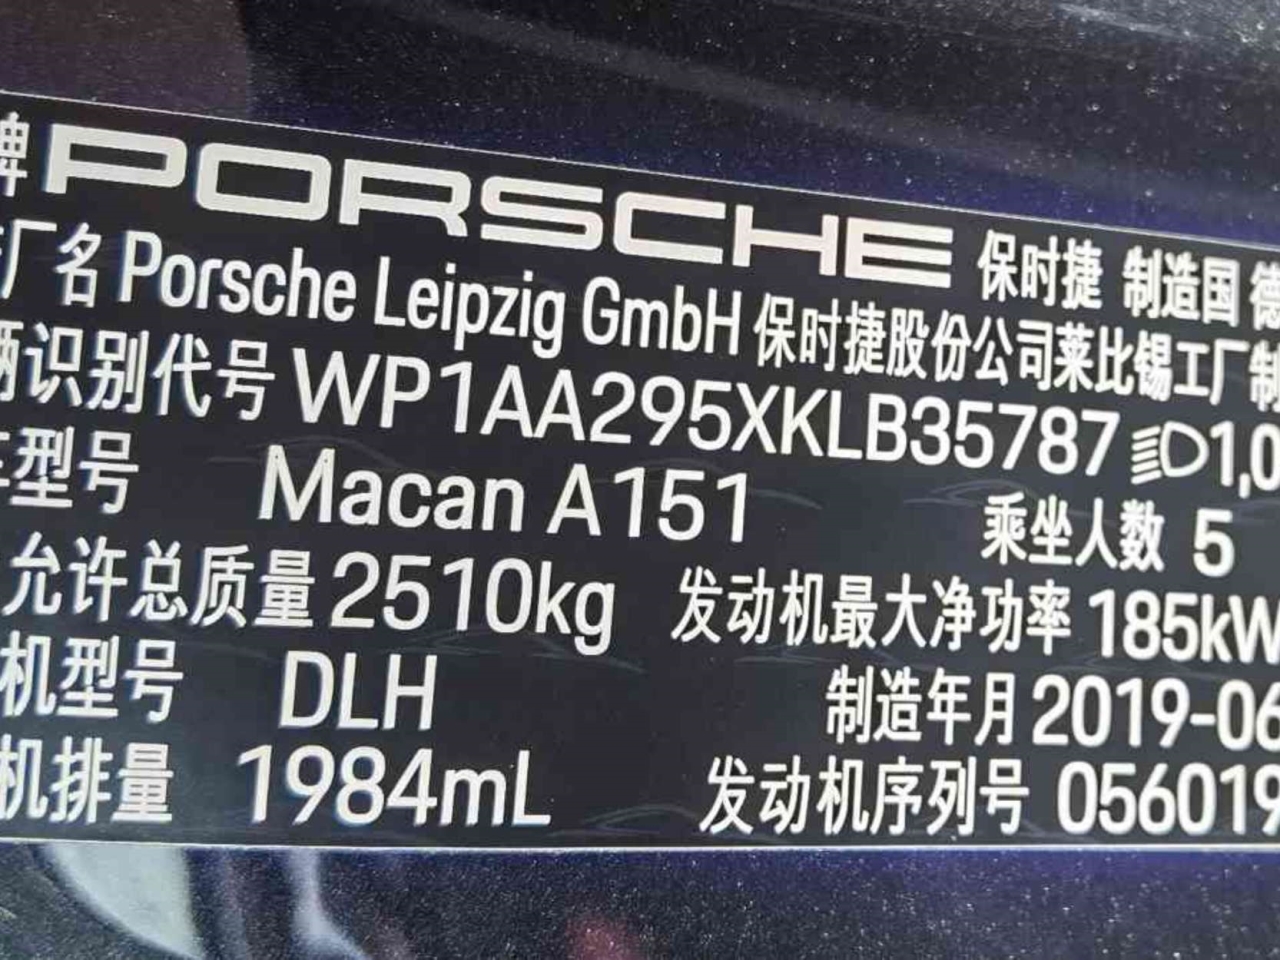 牌 PORSCHE 保时捷 制造国 德
厂名 Porsche Leipzig GmbH 保时捷股份公司莱比锡工厂制
辆识别代号 WP1AA295XKLB35787 1,0
车型号 Macan A151 乘坐人数 5
允许总质量 2510kg 发动机最大净功率 185kW
机型号 DLH 制造年月 2019-06
机排量 1984mL 发动机序列号 056019